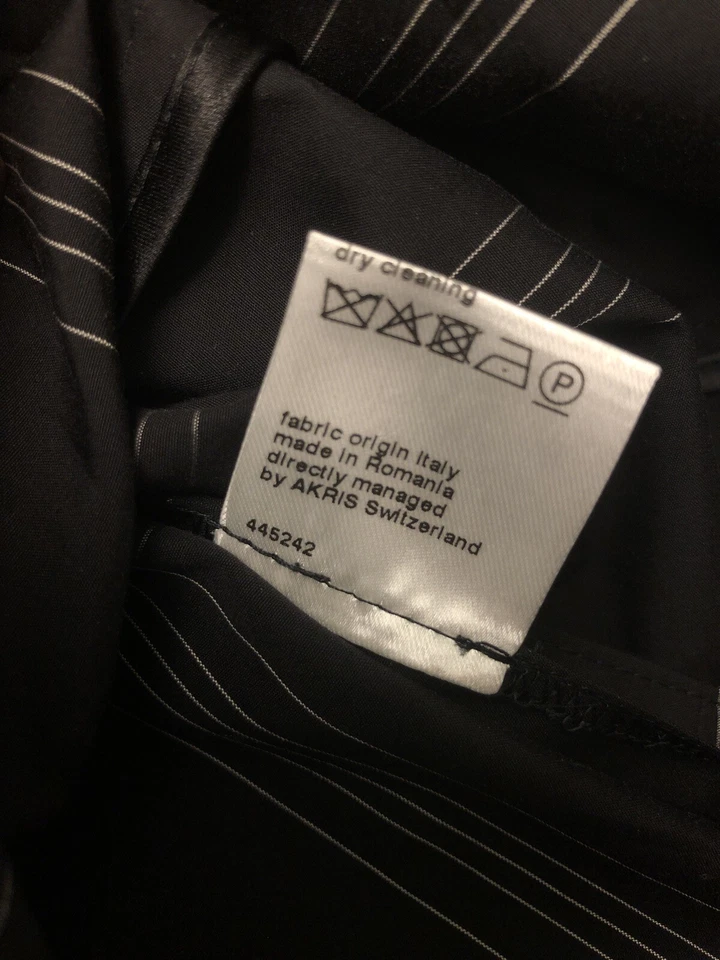 dry cleaning
P
fabric origin Italy
made in Romania
directly managed
by AKRIS Switzerland
445242